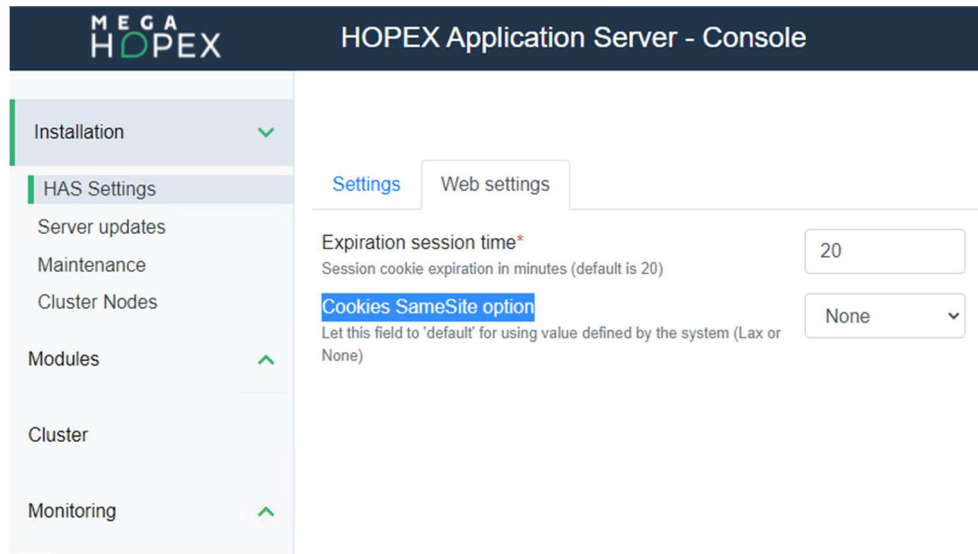 MEGA
HOPEX
HOPEX Application Server - Console
Installation
HAS Settings
Server updates
Maintenance
Cluster Nodes
Modules
Cluster
Monitoring
Settings
Web settings
Expiration session time*
Session cookie expiration in minutes (default is 20)
20
Cookies SameSite option
Let this field to 'default' for using value defined by the system (Lax or
None)
None